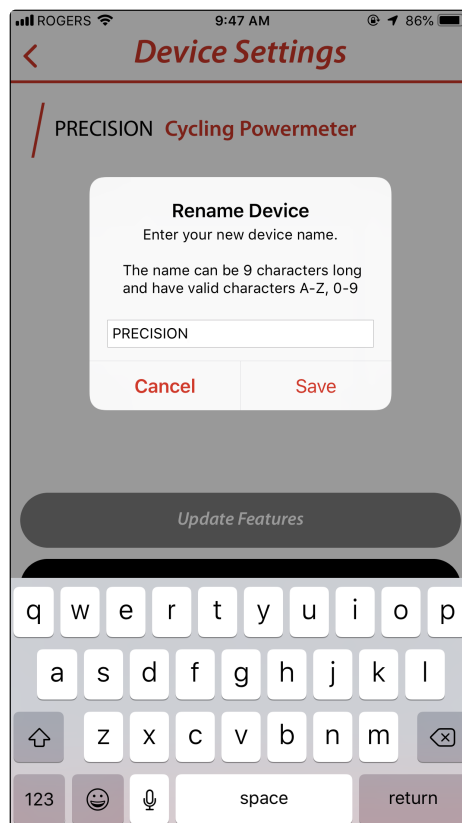 ROGERS 9:47 AM 86%
Device Settings
PRECISION Cycling Powermeter
Rename Device
Enter your new device name.
The name can be 9 characters long
and have valid characters A-Z, 0-9
PRECISION
Cancel Save
Update Features
q w e r t y u i o p
a s d f g h j k l
z x c v b n m
123 space return